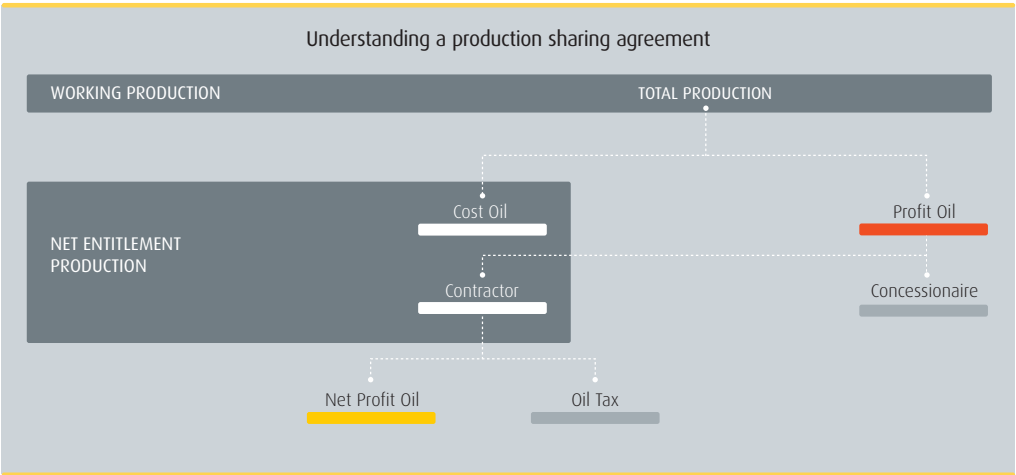 Understanding a production sharing agreement
WORKING PRODUCTION
TOTAL PRODUCTION
Cost Oil
Profit Oil
NET ENTITLEMENT
PRODUCTION
Contractor
Concessionaire
Net Profit Oil
Oil Tax